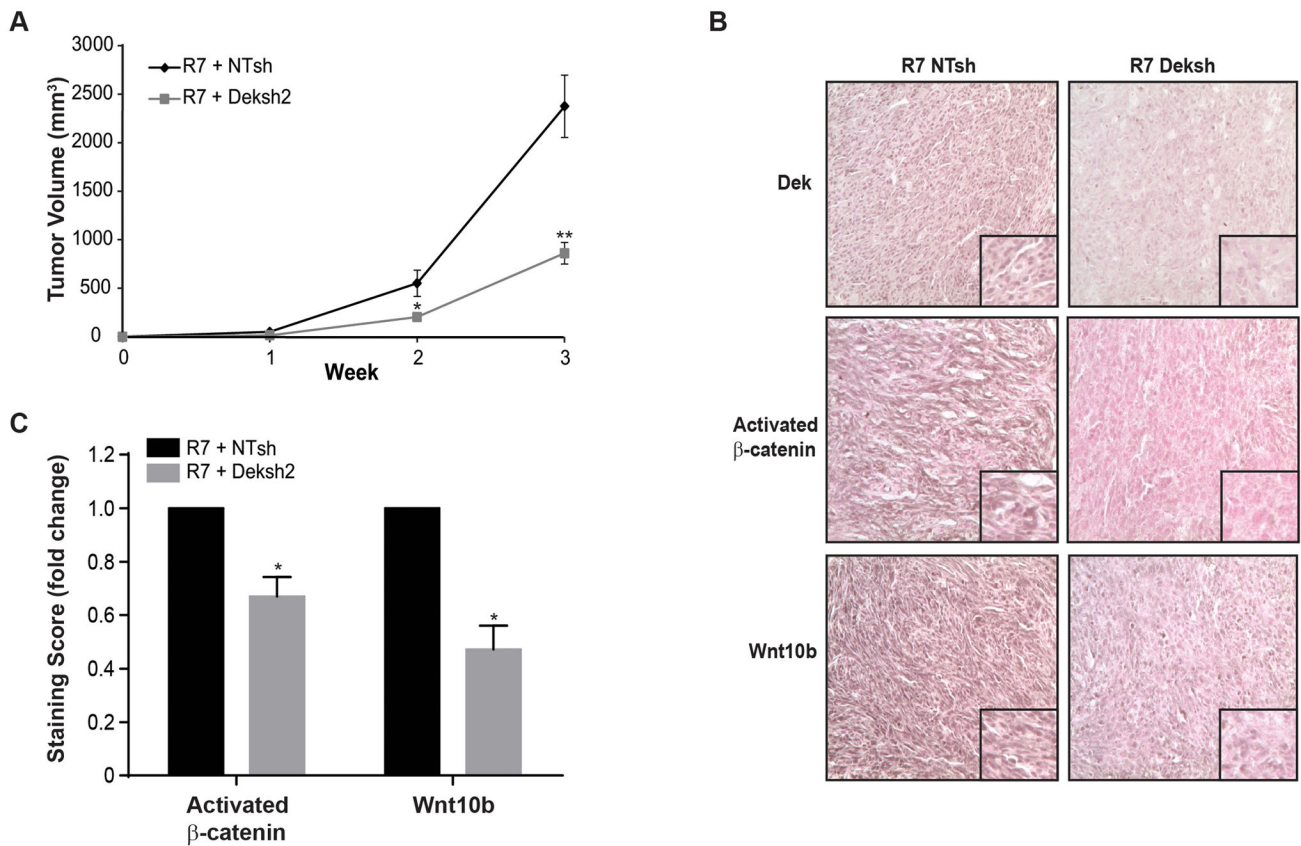 A
3000
2500
2000
1500
1000
500
0
Tumor Volume (mm³)
R7 + NTsh
R7 + Deksh2
*
**
0 1 2 3
Week
B
R7 NTsh R7 Deksh
Dek
Activated
β-catenin
Wnt10b
C
R7 + NTsh
R7 + Deksh2
1.2
1.0
0.8
0.6
0.4
0.2
0
Staining Score (fold change)
*
*
Activated
β-catenin
Wnt10b